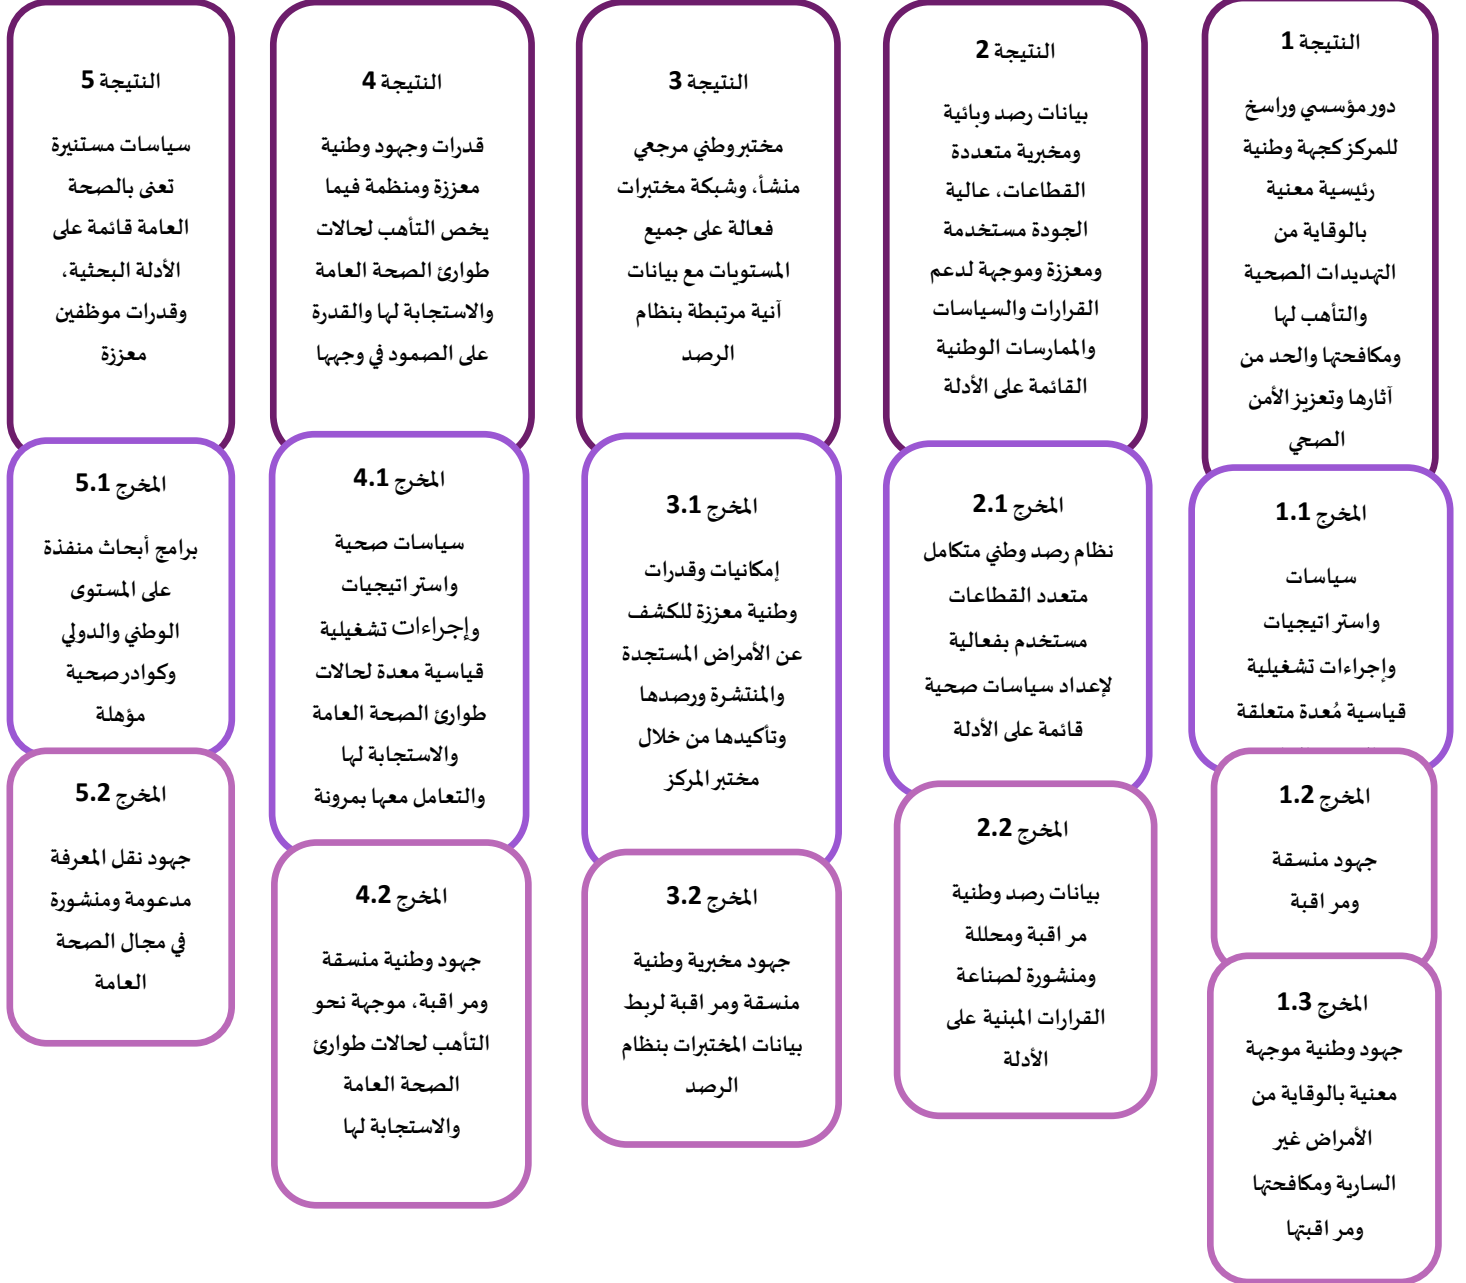 النتيجة 1
دور مؤسسي وراسخ
للمركز كجهة وطنية
رئيسية معنية
بالوقاية من
التهديدات الصحية
والتأهب لها
ومكافحتها والحد من
آثارها وتعزيز الأمن
الصحي
المخرج 1.1
سياسات
واستراتيجيات
وإجراءات تشغيلية
قياسية مُعدة متعلقة
المخرج 1.2
جهود منسقة
ومراقبة
المخرج 1.3
جهود وطنية موجهة
معنية بالوقاية من
الأمراض غير
السارية ومكافحتها
ومراقبتها
النتيجة 2
بيانات رصد وبائية
ومخبرية متعددة
القطاعات، عالية
الجودة مستخدمة
ومعززة وموجهة لدعم
القرارات والسياسات
والممارسات الوطنية
القائمة على الأدلة
المخرج 2.1
نظام رصد وطني متكامل
متعدد القطاعات
مستخدم بفعالية
لإعداد سياسات صحية
قائمة على الأدلة
المخرج 2.2
بيانات رصد وطنية
مراقبة ومحللة
ومنشورة لصناعة
القرارات المبنية على
الأدلة
النتيجة 3
مختبر وطني مرجعي
منشأ، وشبكة مختبرات
فعالة على جميع
المستويات مع بيانات
آنية مرتبطة بنظام
الرصد
المخرج 3.1
إمكانيات وقدرات
وطنية معززة للكشف
عن الأمراض المستجدة
والمنتشرة ورصدها
وتأكيدها من خلال
مختبر المركز
المخرج 3.2
جهود مخبرية وطنية
منسقة ومراقبة لربط
بيانات المختبرات بنظام
الرصد
النتيجة 4
قدرات وجهود وطنية
معززة ومنظمة فيما
يخص التأهب لحالات
طوارئ الصحة العامة
والاستجابة لها والقدرة
على الصمود في وجهها
المخرج 4.1
سياسات صحية
واستراتيجيات
وإجراءات تشغيلية
قياسية معدة لحالات
طوارئ الصحة العامة
والاستجابة لها
والتعامل معها بمرونة
المخرج 4.2
جهود وطنية منسقة
ومراقبة، موجهة نحو
التأهب لحالات طوارئ
الصحة العامة
والاستجابة لها
النتيجة 5
سياسات مستنيرة
تعنى بالصحة
العامة قائمة على
الأدلة البحثية،
وقدرات موظفين
معززة
المخرج 5.1
برامج أبحاث منفذة
على المستوى
الوطني والدولي
وكوادر صحية
مؤهلة
المخرج 5.2
جهود نقل المعرفة
مدعومة ومنشورة
في مجال الصحة
العامة